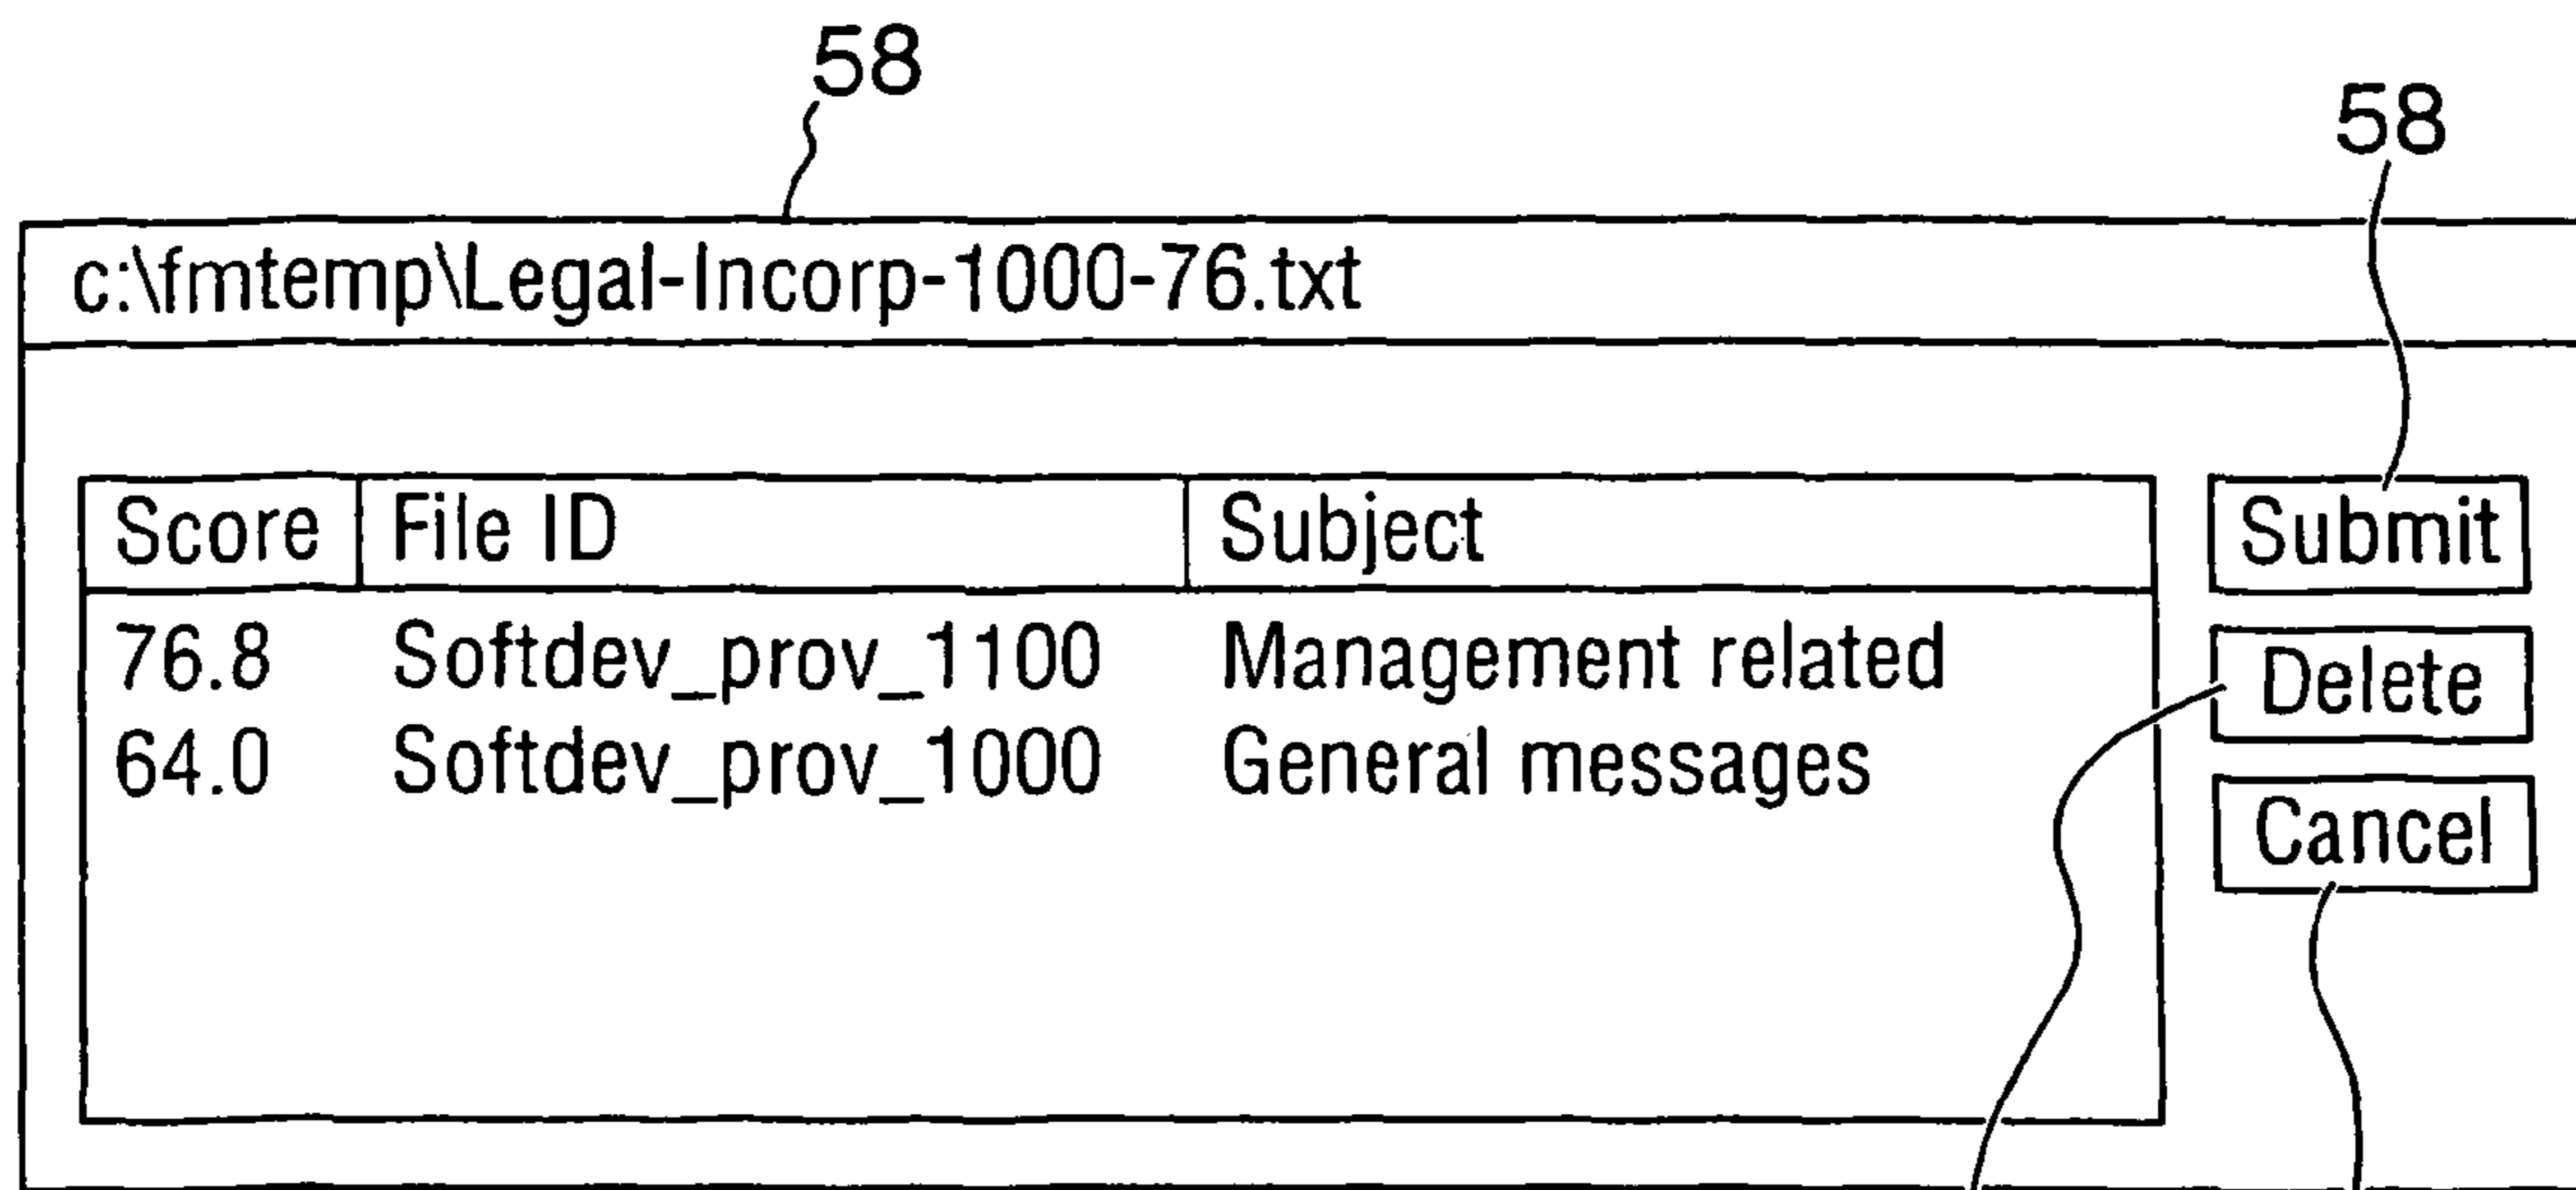 58
58
c:\fmtemp\Legal-Incorp-1000-76.txt
Score File ID Subject
Submit
76.8 Softdev_prov_1100 Management related
Delete
64.0 Softdev_prov_1000 General messages
Cancel